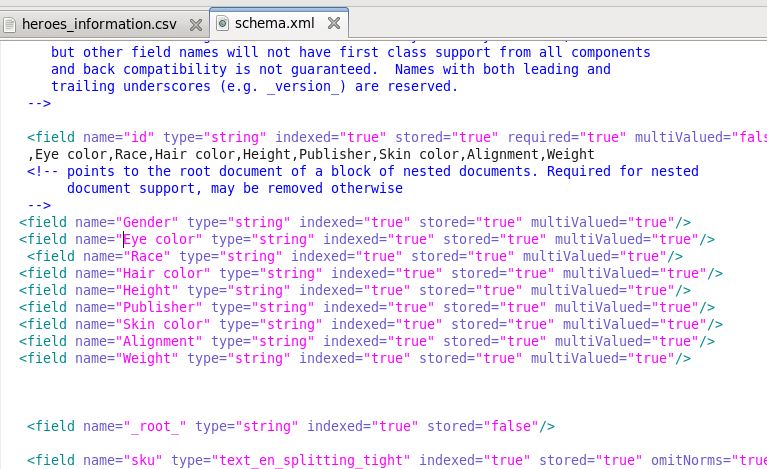 heroes_information.csv schema.xml
but other field names will not have first class support from all components
and back compatibility is not guaranteed.  Names with both leading and
trailing underscores (e.g. _version_) are reserved.
-->
<field name="id" type="string" indexed="true" stored="true" required="true" multiValued="fals
,Eye color,Race,Hair color,Height,Publisher,Skin color,Alignment,Weight
<!-- points to the root document of a block of nested documents. Required for nested
document support, may be removed otherwise
-->
<field name="Gender" type="string" indexed="true" stored="true" multiValued="true"/>
<field name="Eye color" type="string" indexed="true" stored="true" multiValued="true"/>
<field name="Race" type="string" indexed="true" stored="true" multiValued="true"/>
<field name="Hair color" type="string" indexed="true" stored="true" multiValued="true"/>
<field name="Height" type="string" indexed="true" stored="true" multiValued="true"/>
<field name="Publisher" type="string" indexed="true" stored="true" multiValued="true"/>
<field name="Skin color" type="string" indexed="true" stored="true" multiValued="true"/>
<field name="Alignment" type="string" indexed="true" stored="true" multiValued="true"/>
<field name="Weight" type="string" indexed="true" stored="true" multiValued="true"/>
<field name="_root_" type="string" indexed="true" stored="false"/>
<field name="sku" type="text_en_splitting_tight" indexed="true" stored="true" omitNorms="true